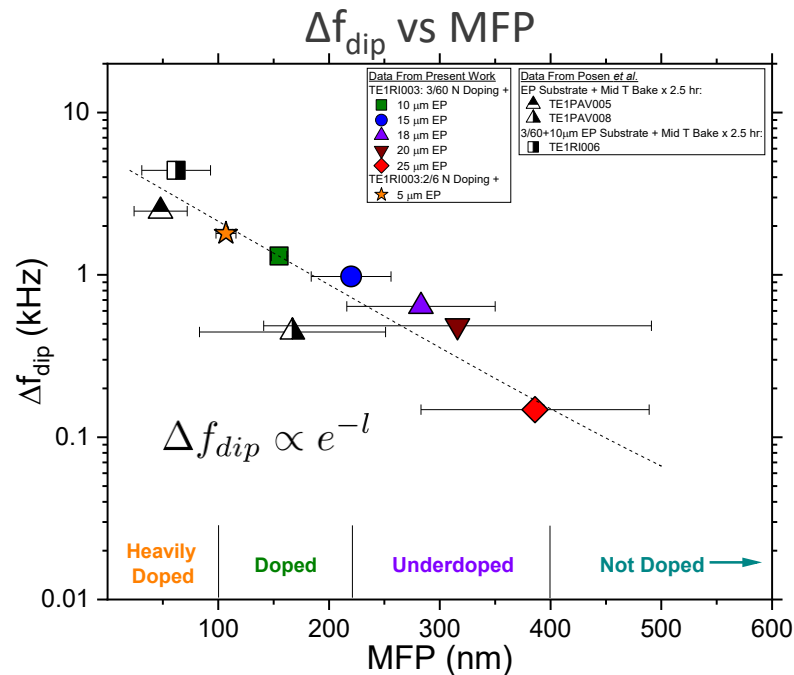 Δf_dip vs MFP
Data From Present Work
TE1RI003: 3/60 N Doping +
10 μm EP
15 μm EP
18 μm EP
20 μm EP
25 μm EP
TE1RI003:2/6 N Doping +
5 μm EP
Data From Posen et al.
EP Substrate + Mid T Bake x 2.5 hr:
TE1PAV005
TE1PAV008
3/60+10μm EP Substrate + Mid T Bake x 2.5 hr:
TE1RI006
10
1
0.1
0.01
Δf_dip (kHz)
Δf_dip ∝ e^{-l}
Heavily
Doped
Doped
Underdoped
Not Doped
100 200 300 400 500 600
MFP (nm)